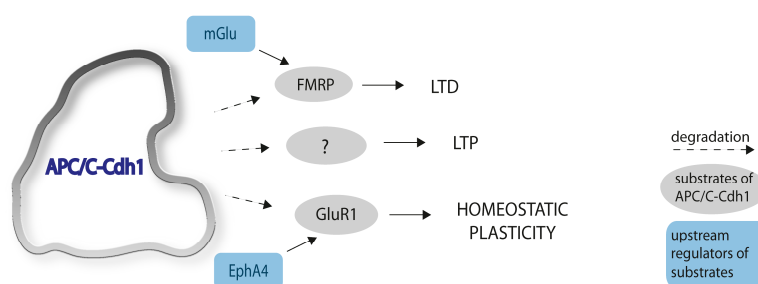 mGlu
FMRP
LTD
?
LTP
APC/C-Cdh1
GluR1
HOMEOSTATIC
PLASTICITY
EphA4
degradation
substrates of
APC/C-Cdh1
upstream
regulators of
substrates